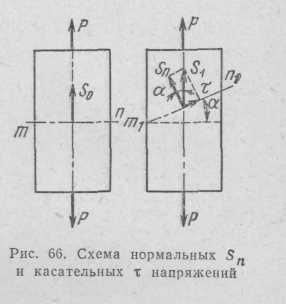 P P
S₀ Sₙ S₁ n₁
α τ
m n m₁ α
P P
Рис. 66. Схема нормальных Sₙ
и касательных τ напряжений